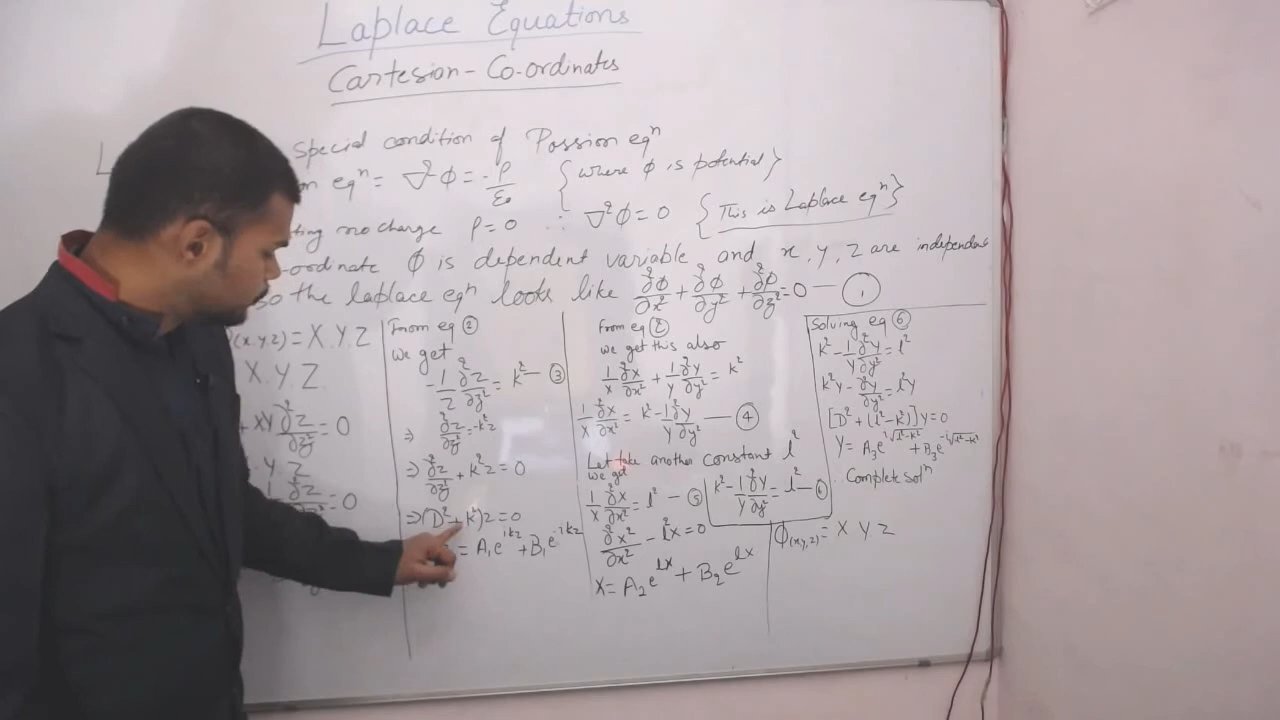 Laplace Equations
Cartesion - Co-ordinates
L
Special condition of Possion eqⁿ
eqⁿ = ∇²φ = -ρ/ε₀ {where φ is potential}
no charge ρ = 0 ∴ ∇²φ = 0 {This is Laplace eqⁿ}
φ is dependent variable and x, y, z are
so the laplace eqⁿ looks like ∂²φ/∂x² + ∂²φ/∂y² + ∂²φ/∂z² = 0 — ①
(x.y.z) = X.Y.Z
X.Y.Z
+ XY ∂²z/∂z² = 0
.Y.Z
∂²z/∂z² = 0
From eq ②
we get
-1/Z ∂²z/∂z² = k² — ③
⇒ ∂²z/∂z² = -k²z
⇒ ∂²z/∂z² + k²z = 0
⇒ (D² + k²)z = 0
= A₁e^ikz + B₁e^-ikz
From eq ②
we get this also
1/X ∂²X/∂x² + 1/Y ∂²Y/∂y² = k²
1/X ∂²X/∂x² = k² - 1/Y ∂²Y/∂y² — ④
Let take another constant l²
we get
1/X ∂²X/∂x² = l² — ⑤
k² - 1/Y ∂²Y/∂y² = l² — ⑥
∂²x²/∂x² - l²x = 0
X = A₂e^lx + B₂e^lx
Solving eq ⑥
k² - 1/Y ∂²Y/∂y² = l²
k²Y - ∂²Y/∂y² = l²Y
[D² + (l² - k²)]Y = 0
Y = A₃e^i√l²-k² + B₃e^-i√l²-k²
Complete solⁿ
φ(x,y,z) = X Y Z